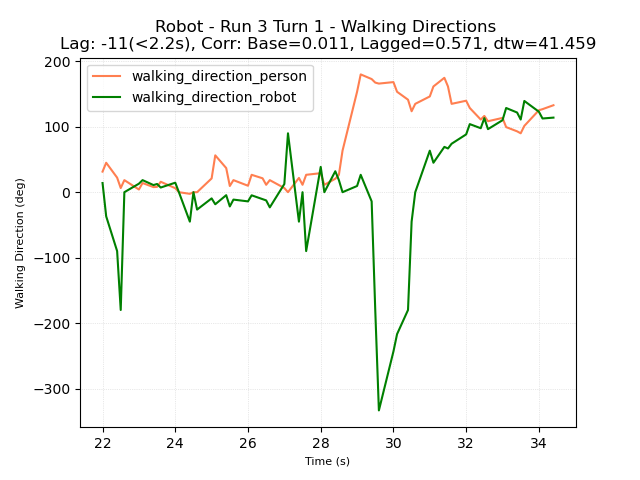 Robot - Run 3 Turn 1 - Walking Directions
Lag: -11(<2.2s), Corr: Base=0.011, Lagged=0.571, dtw=41.459
walking_direction_person
walking_direction_robot
Walking Direction (deg)
200
100
0
−100
−200
−300
22
24
26
28
30
32
34
Time (s)